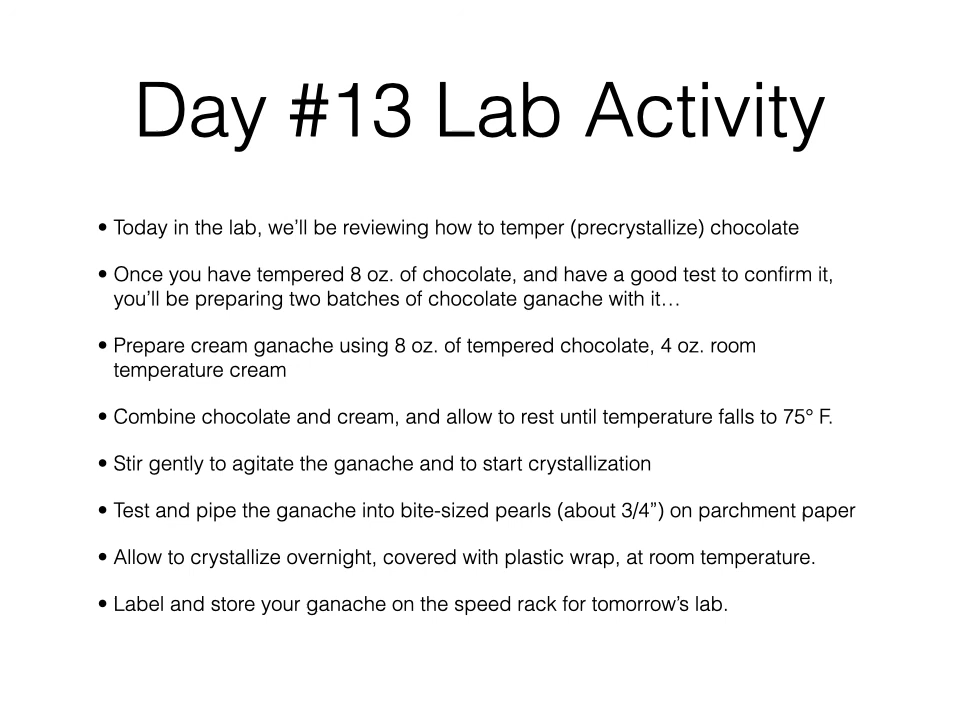 Day #13 Lab Activity
• Today in the lab, we’ll be reviewing how to temper (precrystallize) chocolate
• Once you have tempered 8 oz. of chocolate, and have a good test to confirm it,
you’ll be preparing two batches of chocolate ganache with it…
• Prepare cream ganache using 8 oz. of tempered chocolate, 4 oz. room
temperature cream
• Combine chocolate and cream, and allow to rest until temperature falls to 75° F.
• Stir gently to agitate the ganache and to start crystallization
• Test and pipe the ganache into bite-sized pearls (about 3/4”) on parchment paper
• Allow to crystallize overnight, covered with plastic wrap, at room temperature.
• Label and store your ganache on the speed rack for tomorrow’s lab.